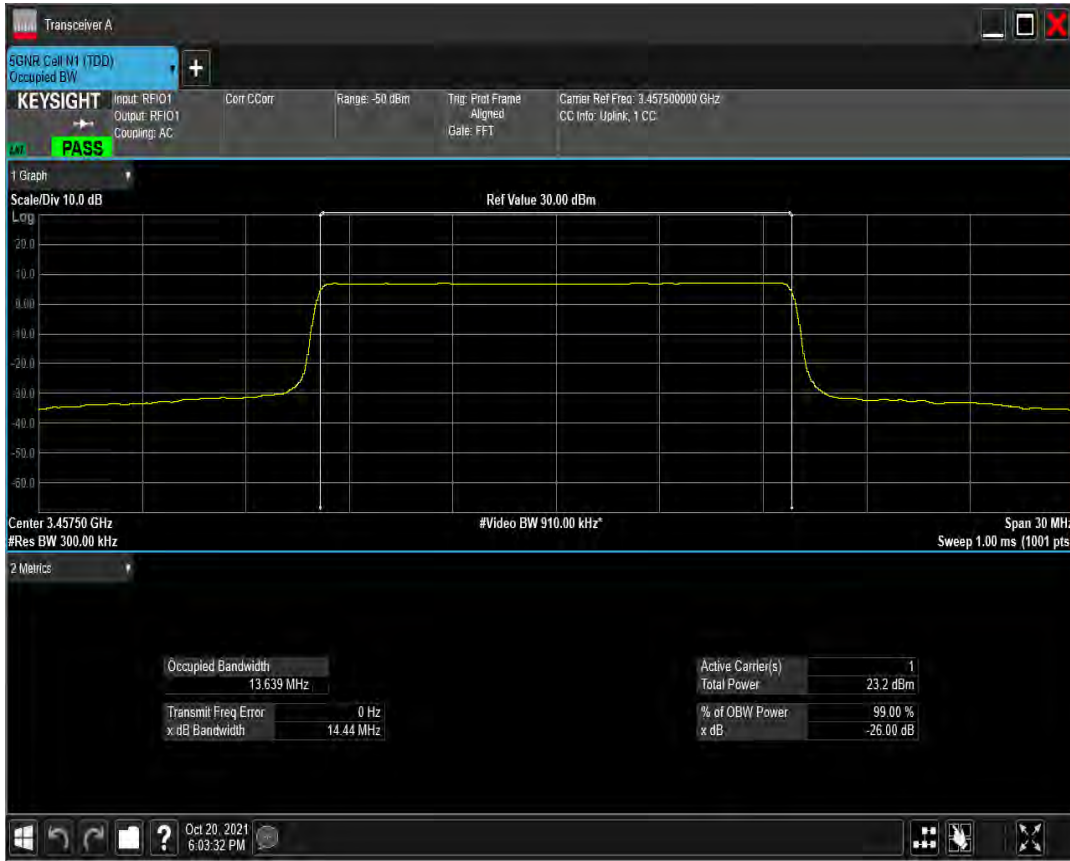 Transceiver A
5GNR Cell N1 (TDD)
Occupied BW
+
KEYSIGHT
Input: RFIO1
Output: RFIO1
Coupling: AC
Corr CCorr
Range: -50 dBm
Trig: Prot Frame
Aligned
Gate: FFT
Carrier Ref Freq: 3.457500000 GHz
CC Info: Uplink, 1 CC
PASS
1 Graph
Scale/Div 10.0 dB
Ref Value 30.00 dBm
Log
20.0
10.0
0.00
-10.0
-20.0
-30.0
-40.0
-50.0
-60.0
Center 3.45750 GHz
#Video BW 910.00 kHz*
Span 30 MHz
#Res BW 300.00 kHz
Sweep 1.00 ms (1001 pts
2 Metrics
Occupied Bandwidth
13.639 MHz
Transmit Freq Error 0 Hz
x dB Bandwidth 14.44 MHz
Active Carrier(s) 1
Total Power 23.2 dBm
% of OBW Power 99.00 %
x dB -26.00 dB
?
Oct 20, 2021
6:03:32 PM